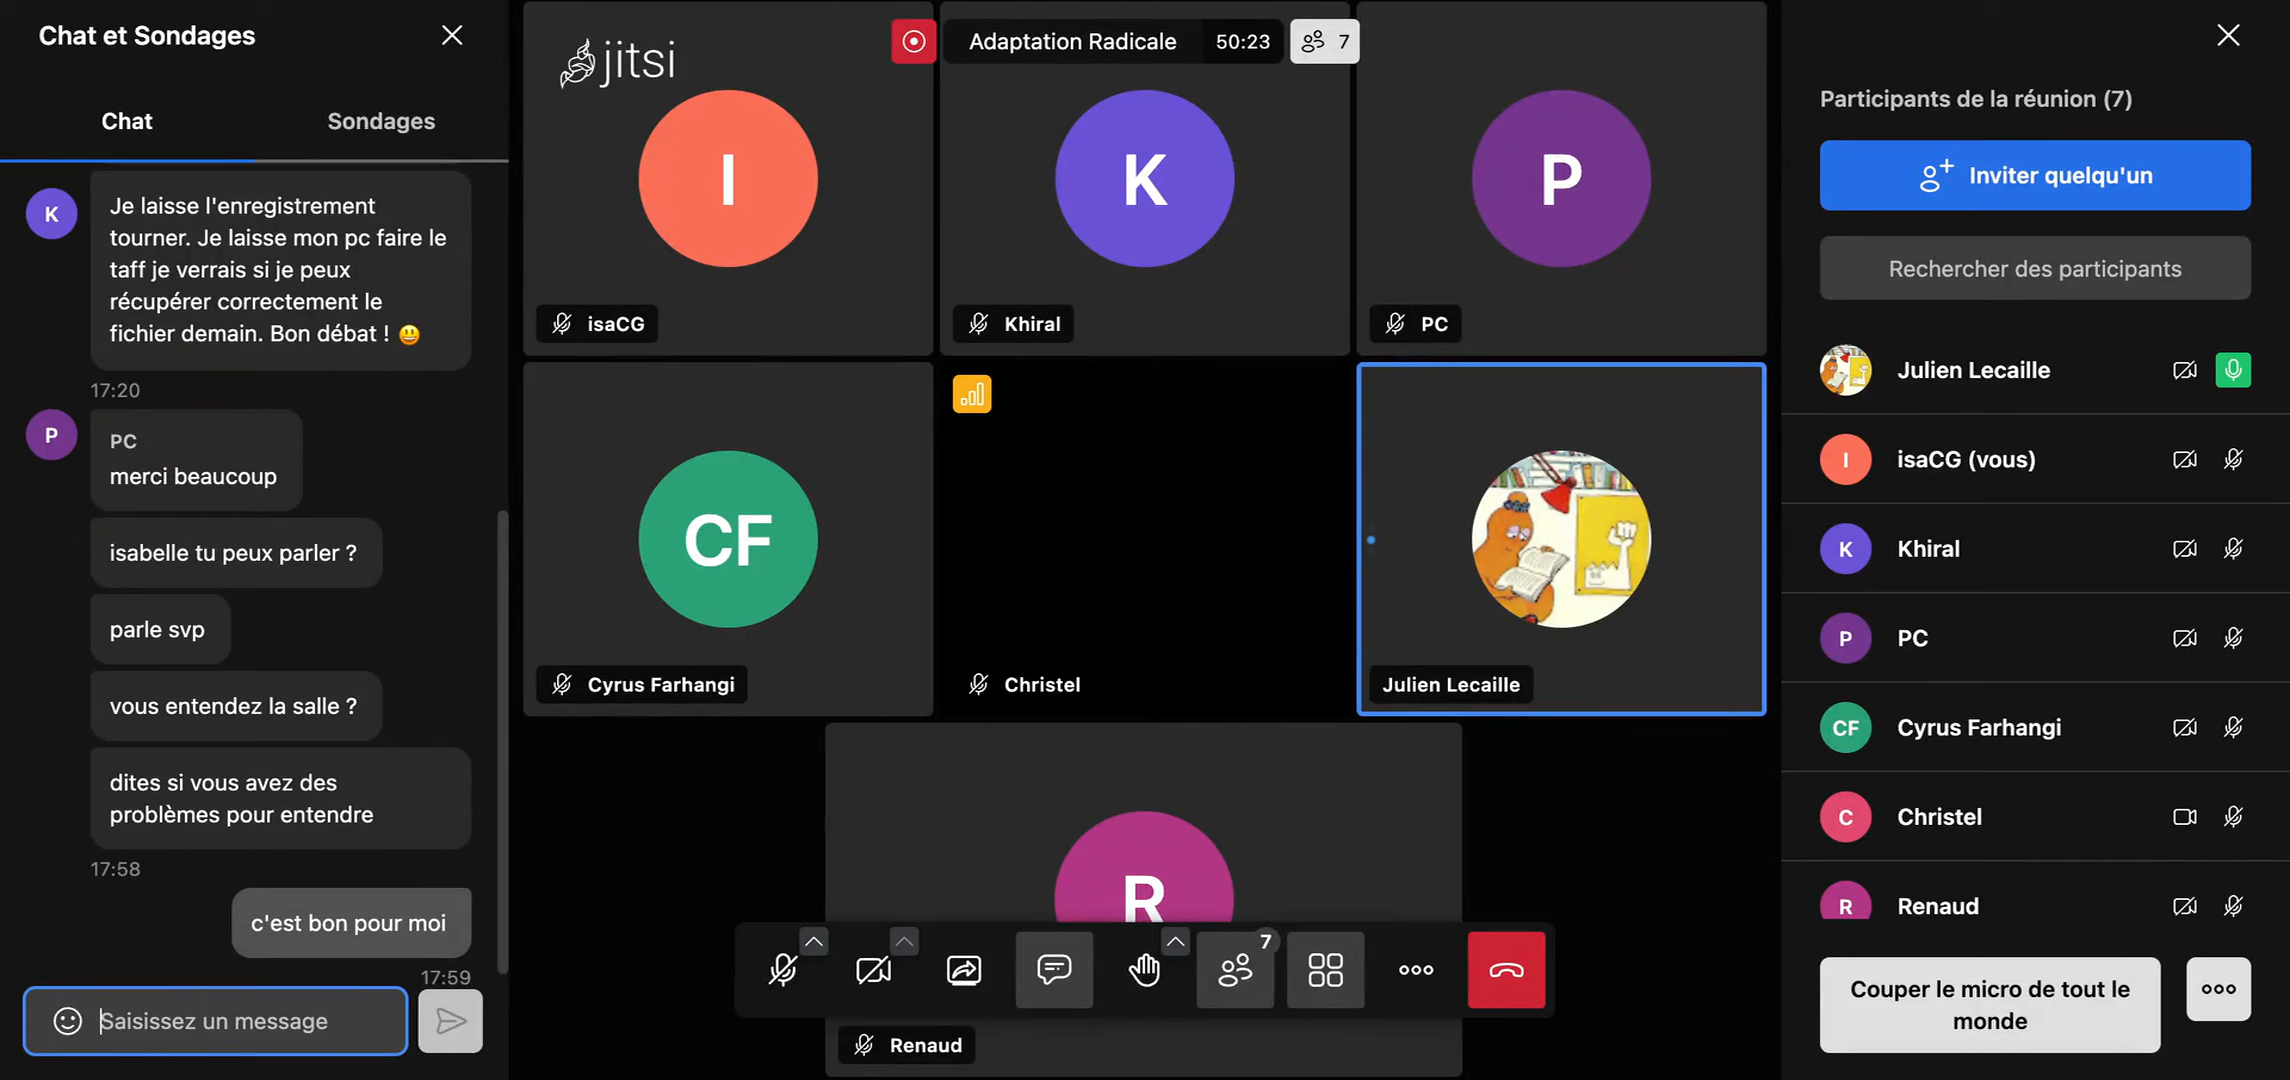 Chat et Sondages
Chat
Sondages
K
Je laisse l'enregistrement
tourner. Je laisse mon pc faire le
taff je verrais si je peux
récupérer correctement le
fichier demain. Bon débat ! 😃
17:20
P
PC
merci beaucoup
isabelle tu peux parler ?
parle svp
vous entendez la salle ?
dites si vous avez des
problèmes pour entendre
17:58
c'est bon pour moi
17:59
Saisissez un message
jitsi
Adaptation Radicale
50:23
7
I
isaCG
K
Khiral
P
PC
CF
Cyrus Farhangi
Christel
Julien Lecaille
R
Renaud
7
Participants de la réunion (7)
Inviter quelqu'un
Rechercher des participants
Julien Lecaille
I
isaCG (vous)
K
Khiral
P
PC
CF
Cyrus Farhangi
C
Christel
R
Renaud
Couper le micro de tout le
monde